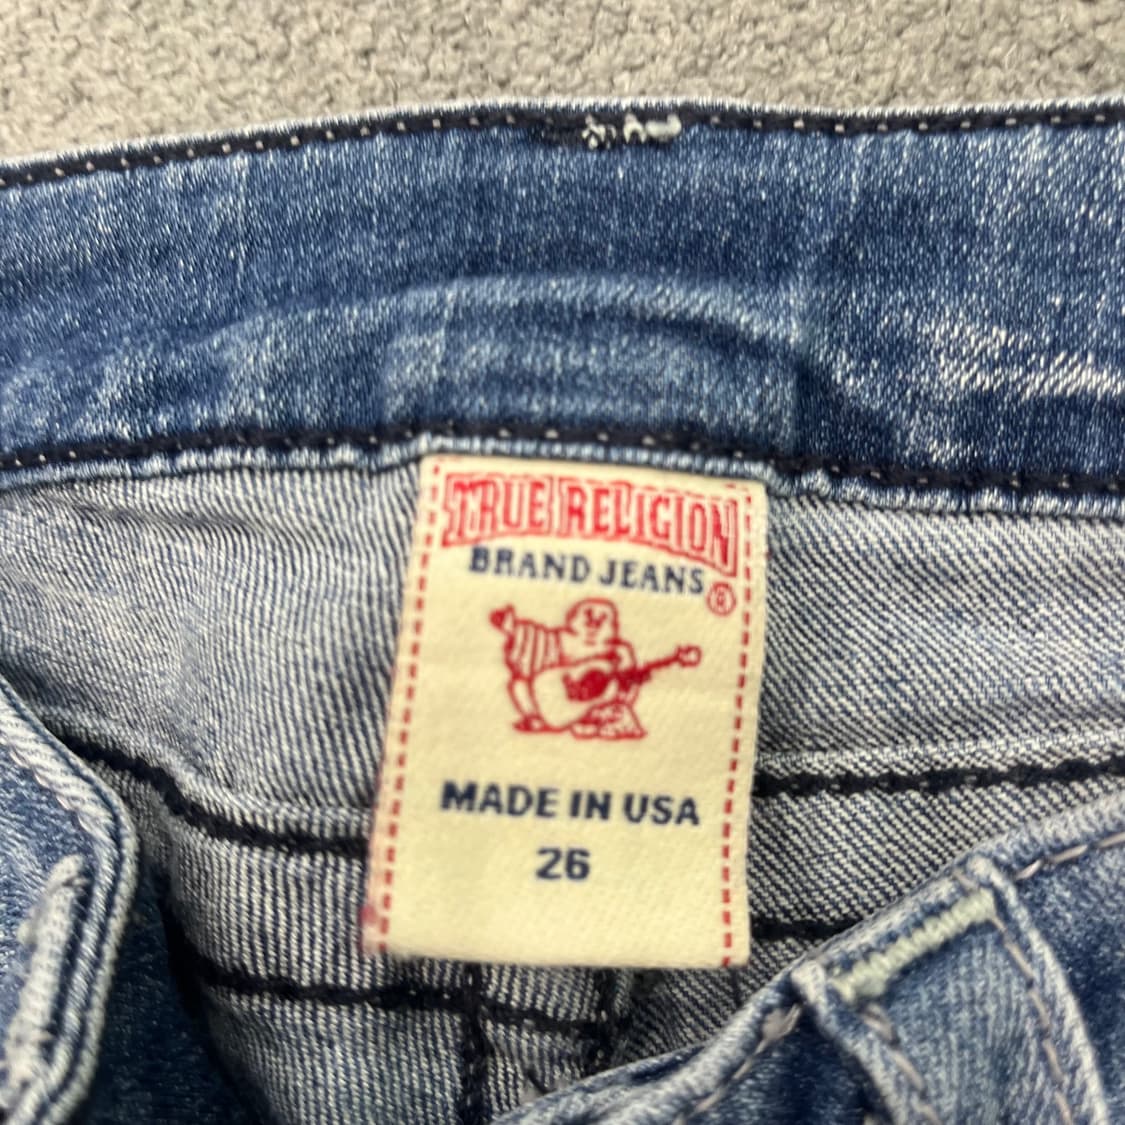 TRUE RELIGION
BRAND JEANS ®
MADE IN USA
26